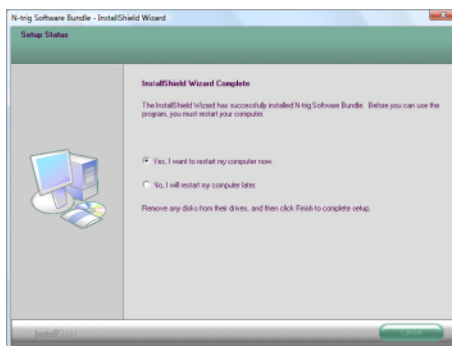 N-trig Software Bundle - InstallShield Wizard
Setup Status
InstallShield Wizard Complete
The InstallShield Wizard has successfully installed N-trig Software Bundle. Before you can use the
program, you must restart your computer.
Yes, I want to restart my computer now.
No, I will restart my computer later.
Remove any disks from their drives, and then click Finish to complete setup.
InstallShield
Cancel